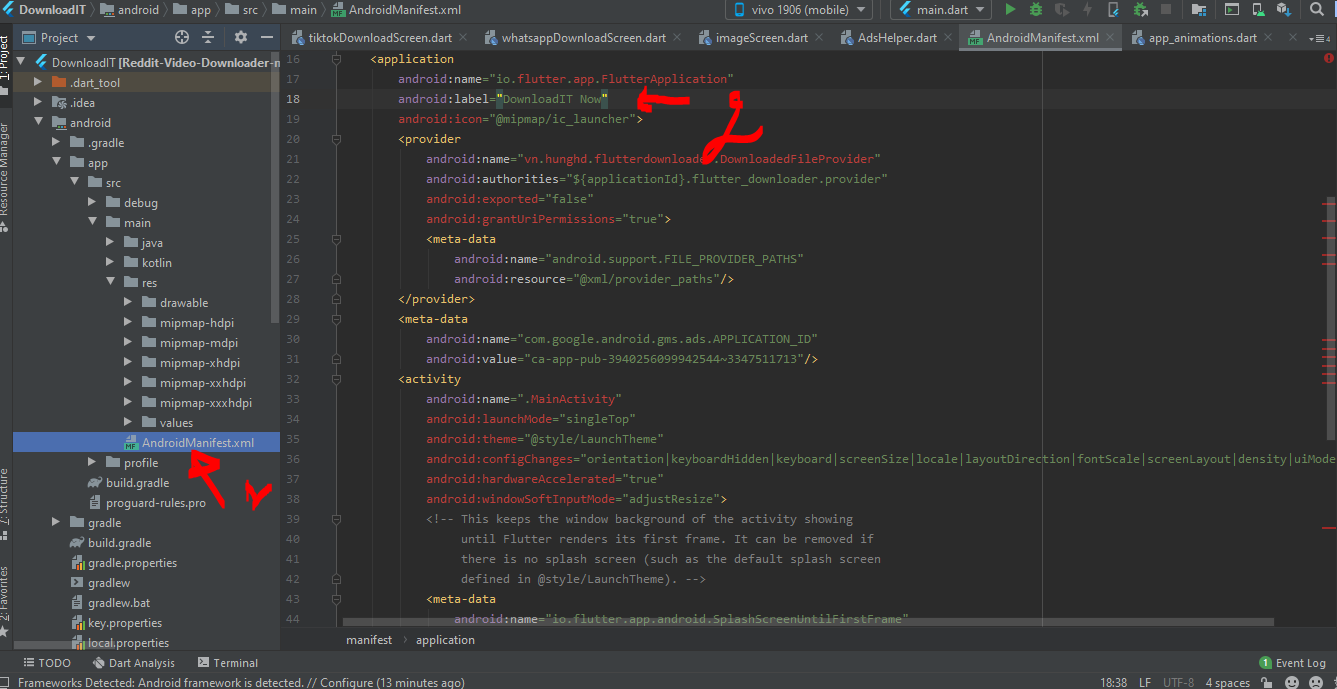 DownloadIT android app src main AndroidManifest.xml vivo 1906 (mobile) main.dart
Project tiktokDownloadScreen.dart whatsappDownloadScreen.dart imageScreen.dart AdsHelper.dart AndroidManifest.xml app_animations.dart
1: Project
Resource Manager
7: Structure
2: Favorites
DownloadIT [Reddit-Video-Downloader-
.dart_tool
.idea
android
.gradle
app
src
debug
main
java
kotlin
res
drawable
mipmap-hdpi
mipmap-mdpi
mipmap-xhdpi
mipmap-xxhdpi
mipmap-xxxhdpi
values
AndroidManifest.xml
profile
build.gradle
proguard-rules.pro
gradle
build.gradle
gradle.properties
gradlew
gradlew.bat
key.properties
local.properties
16 <application
17 android:name="io.flutter.app.FlutterApplication"
18 android:label="DownloadIT Now"
19 android:icon="@mipmap/ic_launcher">
20 <provider
21 android:name="vn.hunghd.flutterdownloader.DownloadedFileProvider"
22 android:authorities="${applicationId}.flutter_downloader.provider"
23 android:exported="false"
24 android:grantUriPermissions="true">
25 <meta-data
26 android:name="android.support.FILE_PROVIDER_PATHS"
27 android:resource="@xml/provider_paths"/>
28 </provider>
29 <meta-data
30 android:name="com.google.android.gms.ads.APPLICATION_ID"
31 android:value="ca-app-pub-3940256099942544~3347511713"/>
32 <activity
33 android:name=".MainActivity"
34 android:launchMode="singleTop"
35 android:theme="@style/LaunchTheme"
36 android:configChanges="orientation|keyboardHidden|keyboard|screenSize|locale|layoutDirection|fontScale|screenLayout|density|uiMode
37 android:hardwareAccelerated="true"
38 android:windowSoftInputMode="adjustResize">
39 <!-- This keeps the window background of the activity showing
40 until Flutter renders its first frame. It can be removed if
41 there is no splash screen (such as the default splash screen
42 defined in @style/LaunchTheme). -->
43 <meta-data
44 android:name="io.flutter.app.android.SplashScreenUntilFirstFrame"
manifest application
TODO Dart Analysis Terminal 1 Event Log
Frameworks Detected: Android framework is detected. // Configure (13 minutes ago) 18:38 LF UTF-8 4 spaces